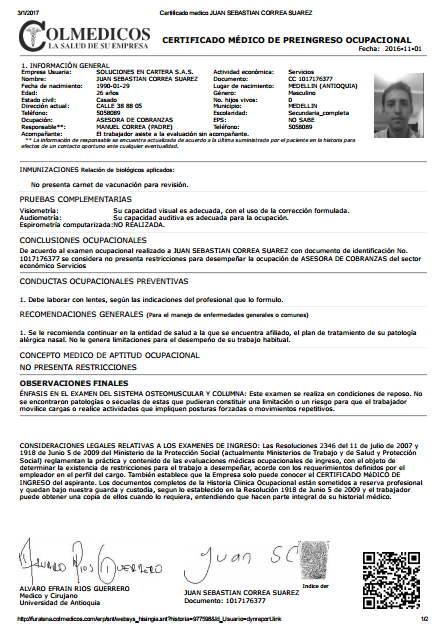 3/1/2017 Certificado medico JUAN SEBASTIAN CORREA SUAREZ
COLMEDICOS
LA SALUD DE SU EMPRESA
CERTIFICADO MÉDICO DE PREINGRESO OCUPACIONAL
Fecha: 2016-11-01
1. INFORMACIÓN GENERAL
Empresa Usuaria: SOLUCIONES EN CARTERA S.A.S. Actividad económica: Servicios
Nombre: JUAN SEBASTIAN CORREA SUAREZ Documento: CC 1017176377
Fecha de nacimiento: 1990-01-29 Lugar de nacimiento: MEDELLIN (ANTIOQUIA)
Edad: 26 años Género: Masculino
Estado civil: Casado No. hijos vivos: 0
Dirección actual: CALLE 38 88 05 Municipio: MEDELLIN
Teléfono: 5058089 Escolaridad: Secundaria_completa
Ocupación: ASESORA DE COBRANZAS EPS: NO SABE
Responsable**: MANUEL CORREA (PADRE) Teléfono: 5058089
Acompañante: El trabajador asiste a la evaluación sin acompañante.
** La información de responsable se encuentra actualizada de acuerdo a la última suministrada por el paciente en la historia para
efectos de un contacto oportuno ante cualquier eventualidad.
INMUNIZACIONES Relación de biológicos aplicados:
No presenta carnet de vacunación para revisión.
PRUEBAS COMPLEMENTARIAS
Visiometría: Su capacidad visual es adecuada, con el uso de la corrección formulada.
Audiometría: Su capacidad auditiva es adecuada para la ocupación.
Espirometría computarizada: NO REALIZADA.
CONCLUSIONES OCUPACIONALES
De acuerdo al examen ocupacional realizado a JUAN SEBASTIAN CORREA SUAREZ con documento de identificación No.
1017176377 se considera no presenta restricciones para desempeñar la ocupación de ASESORA DE COBRANZAS del sector
económico Servicios
CONDUCTAS OCUPACIONALES PREVENTIVAS
1. Debe laborar con lentes, según las indicaciones del profesional que lo formulo.
RECOMENDACIONES GENERALES (Para el manejo de enfermedades generales o comunes)
1. Se le recomienda continuar en la entidad de salud a la que se encuentra afiliado, el plan de tratamiento de su patología
alérgica nasal. No le genera limitaciones para el desempeño de su trabajo habitual.
CONCEPTO MEDICO DE APTITUD OCUPACIONAL
NO PRESENTA RESTRICCIONES
OBSERVACIONES FINALES
ÉNFASIS EN EL EXAMEN DEL SISTEMA OSTEOMUSCULAR Y COLUMNA: Este examen se realiza en condiciones de reposo. No
se encontraron patologías o secuelas de estas que pudieran constituir una limitación o un riesgo para que el trabajador
movilice cargas o realice actividades que impliquen posturas forzadas o movimientos repetitivos.
CONSIDERACIONES LEGALES RELATIVAS A LOS EXAMENES DE INGRESO: Las Resoluciones 2346 del 11 de julio de 2007 y
1918 de Junio 5 de 2009 del Ministerio de la Protección Social (actualmente Ministerios de Trabajo y de Salud y Protección
Social) reglamentan la práctica y contenido de las evaluaciones médicas ocupacionales de ingreso, con el objeto de
determinar la existencia de restricciones para el trabajo a desempeñar, acorde con los requerimientos definidos por el
empleador en el perfil del cargo. También establece que la Empresa solo puede conocer el CERTIFICADO MéDICO DE
INGRESO del aspirante. Los documentos completos de la Historia Clínica Ocupacional están sometidos a reserva profesional
y quedan bajo nuestra guarda y custodia, según lo establecido en la Resolución 1918 de Junio 5 de 2009 y el trabajador
puede obtener una copia de ellos cuando lo requiera, entendiendo que hacen parte integral de su historial médico.
ALVARO RIOS GUERRERO
Juan SC
Indice der
ALVARO EFRAIN RIOS GUERRERO
Medico y Cirujano
Universidad de Antioquia
JUAN SEBASTIAN CORREA SUAREZ
Documento: 1017176377
1/2